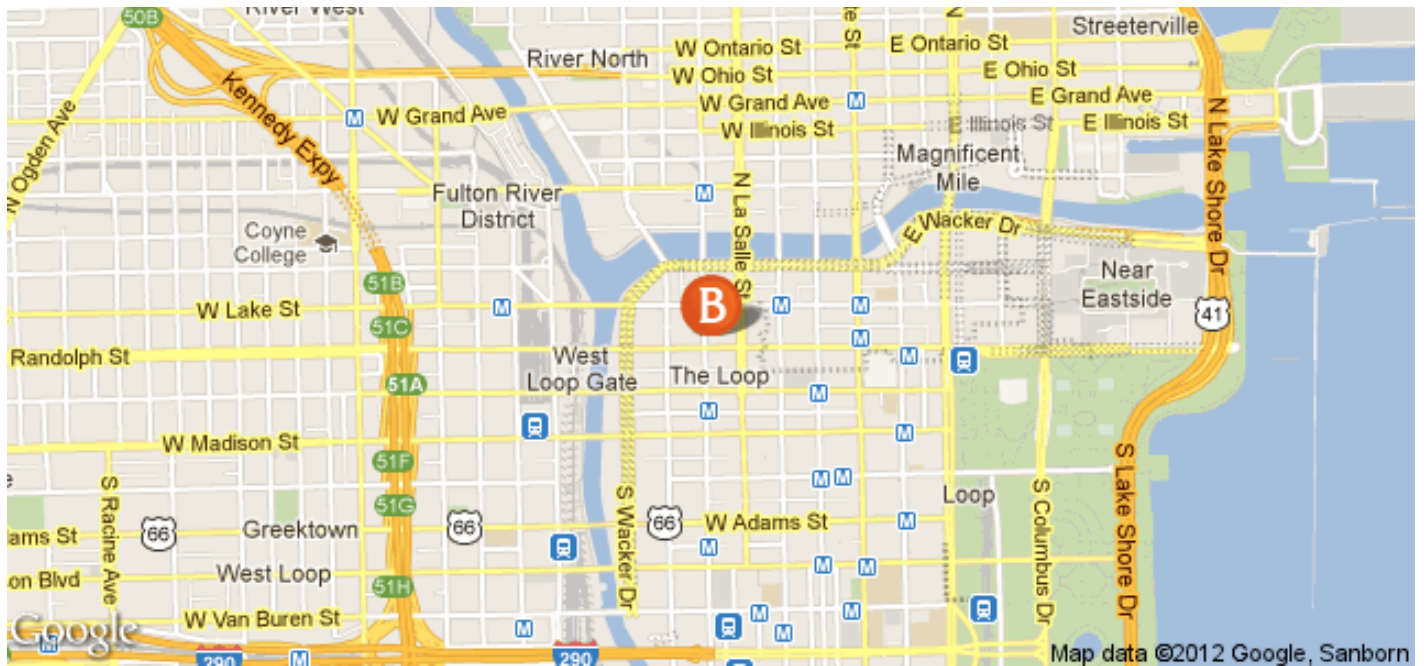 50B
River West
Streeterville
W Ontario St
E Ontario St
River North
W Ohio St
E Ohio St
Kennedy Expy
W Grand Ave
W Grand Ave
E Grand Ave
M
M
M
N Ogden Ave
W Illinois St
E Illinois St
E Illinois St
N Lake Shore Dr
Magnificent
Mile
Fulton River
District
M
N La Salle St
E Wacker Dr
Coyne
College
51B
Near
Eastside
41
W Lake St
M
B
M
M
51C
M
Randolph St
West
Loop Gate
M
The Loop
51A
M
M
W Madison St
M
S Lake Shore Dr
51F
M
M
Loop
S Racine Ave
51G
S Wacker Dr
S Columbus Dr
66
Greektown
66
66
W Adams St
M
ams St
M
on Blvd
West Loop
M
M
51H
W Van Buren St
M
M
M
M
M
Google
M
M
290
290
M
Map data ©2012 Google, Sanborn